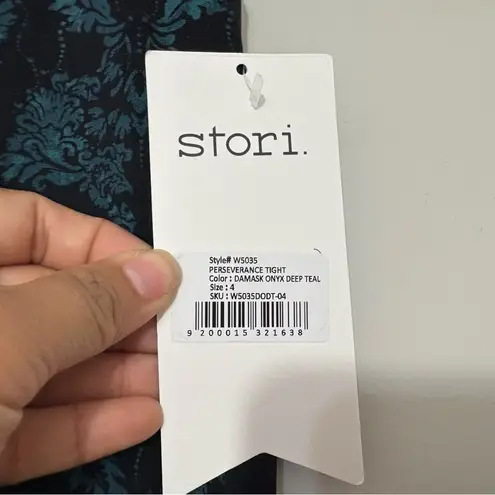 stori.
Style# W5035
PERSEVERANCE TIGHT
Color : DAMASK ONYX DEEP TEAL
Size : 4
SKU : W5035DODT-04
9 200015 321638